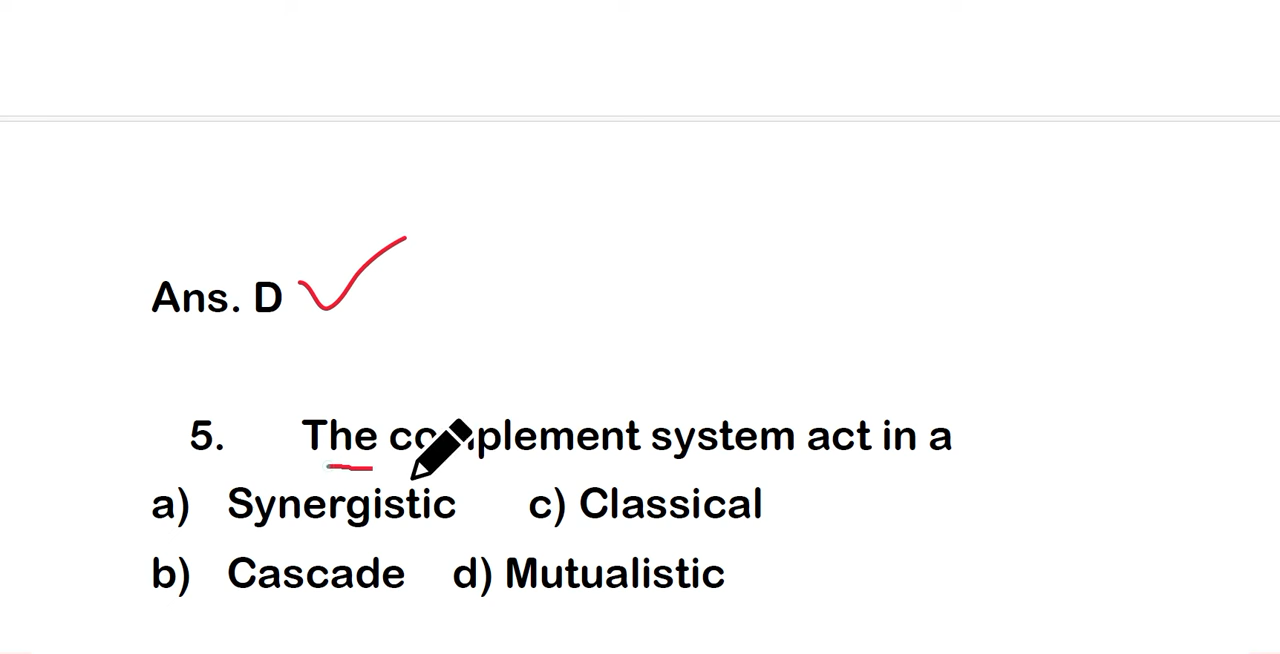 Ans. D
5. The complement system act in a
a) Synergistic c) Classical
b) Cascade d) Mutualistic